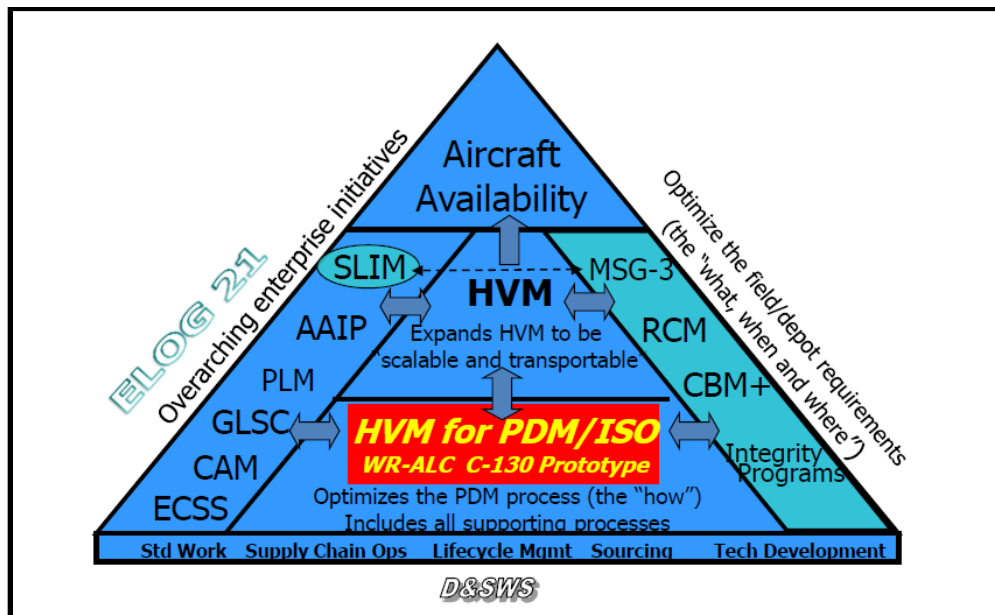 Aircraft
Availability
ELOG 21
Overarching enterprise initiatives
Optimize the field/depot requirements
(the “what, when and where”)
SLIM
AAIP
PLM
GLSC
CAM
ECSS
HVM
Expands HVM to be
“scalable and transportable
MSG-3
RCM
CBM+
Integrity
Programs
HVM for PDM/ISO
WR-ALC C-130 Prototype
Optimizes the PDM process (the “how”)
Includes all supporting processes
Std Work Supply Chain Ops Lifecycle Mgmt Sourcing Tech Development
D&SWS